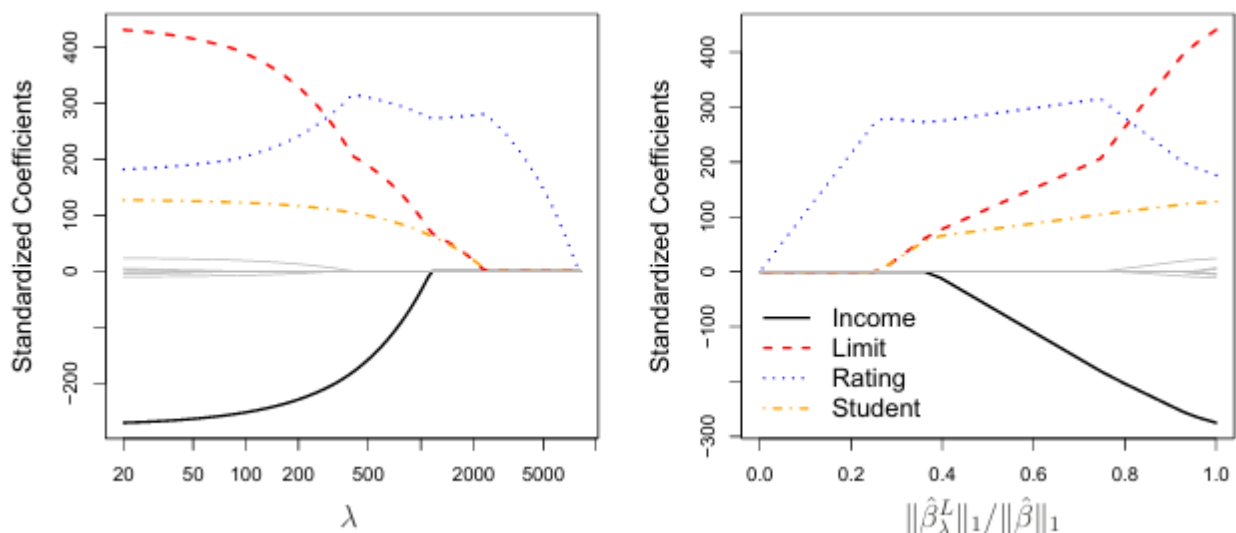 Standardized Coefficients
400
300
200
100
0
−200
20 50 100 200 500 2000 5000
λ
Standardized Coefficients
400
300
200
100
0
−100
−300
Income
Limit
Rating
Student
0.0 0.2 0.4 0.6 0.8 1.0
‖β̂λᴸ‖₁/‖β̂‖₁